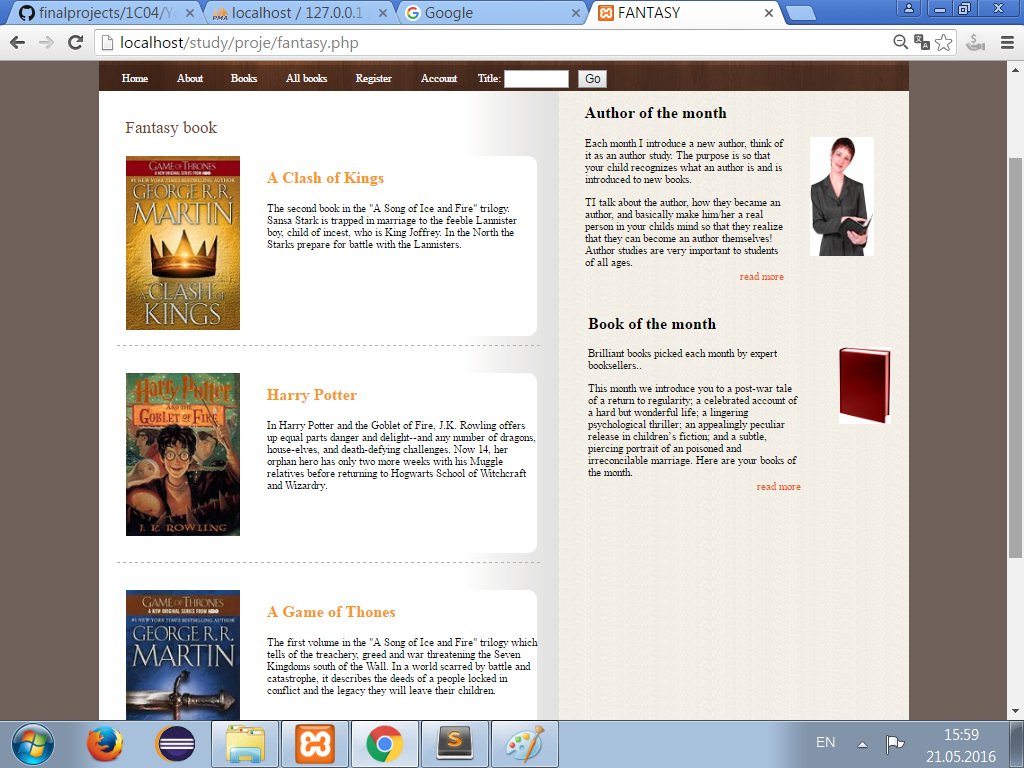 finalprojects/1C04/Y
localhost / 127.0.0.1
Google
FANTASY
localhost/study/proje/fantasy.php
Home About Books All books Register Account Title: Go
Fantasy book
GAME OF THRONES
A NEW ORIGINAL SERIES FROM HBO
#1 NEW YORK TIMES BESTSELLING AUTHOR
GEORGE R.R.
MARTIN
A CLASH OF
KINGS
A Clash of Kings
The second book in the "A Song of Ice and Fire" trilogy.
Sansa Stark is trapped in marriage to the feeble Lannister
boy, child of incest, who is King Joffrey. In the North the
Starks prepare for battle with the Lannisters.
Harry Potter
AND THE
GOBLET OF FIRE
J. K. ROWLING
Harry Potter
In Harry Potter and the Goblet of Fire, J.K. Rowling offers
up equal parts danger and delight--and any number of dragons,
house-elves, and death-defying challenges. Now 14, her
orphan hero has only two more weeks with his Muggle
relatives before returning to Hogwarts School of Witchcraft
and Wizardry.
GAME OF THRONES
A NEW ORIGINAL SERIES FROM HBO
#1 NEW YORK TIMES BESTSELLING AUTHOR
GEORGE R.R.
MARTIN
A Game of Thones
The first volume in the "A Song of Ice and Fire" trilogy which
tells of the treachery, greed and war threatening the Seven
Kingdoms south of the Wall. In a world scarred by battle and
catastrophe, it describes the deeds of a people locked in
conflict and the legacy they will leave their children.
Author of the month
Each month I introduce a new author, think of
it as an author study. The purpose is so that
your child recognizes what an author is and is
introduced to new books.
TI talk about the author, how they became an
author, and basically make him/her a real
person in your childs mind so that they realize
that they can become an author themselves!
Author studies are very important to students
of all ages.
read more
Book of the month
Brilliant books picked each month by expert
booksellers..
This month we introduce you to a post-war tale
of a return to regularity; a celebrated account of
a hard but wonderful life; a lingering
psychological thriller; an appealingly peculiar
release in children's fiction; and a subtle,
piercing portrait of an poisoned and
irreconcilable marriage. Here are your books of
the month.
read more
EN
15:59
21.05.2016